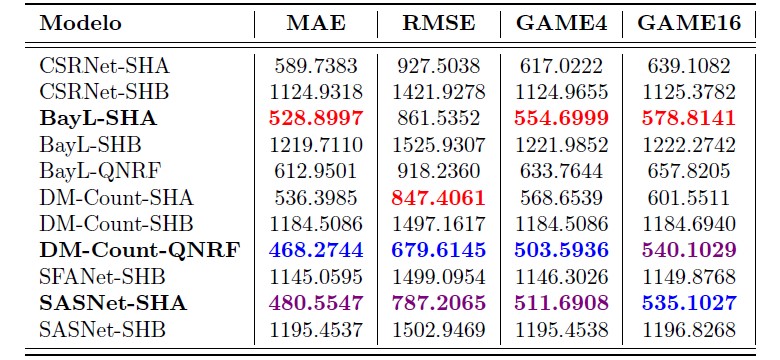 Modelo MAE RMSE GAME4 GAME16
CSRNet-SHA 589.7383 927.5038 617.0222 639.1082
CSRNet-SHB 1124.9318 1421.9278 1124.9655 1125.3782
BayL-SHA 528.8997 861.5352 554.6999 578.8141
BayL-SHB 1219.7110 1525.9307 1221.9852 1222.2742
BayL-QNRF 612.9501 918.2360 633.7644 657.8205
DM-Count-SHA 536.3985 847.4061 568.6539 601.5511
DM-Count-SHB 1184.5086 1497.1617 1184.5086 1184.6940
DM-Count-QNRF 468.2744 679.6145 503.5936 540.1029
SFANet-SHB 1145.0595 1499.0954 1146.3026 1149.8768
SASNet-SHA 480.5547 787.2065 511.6908 535.1027
SASNet-SHB 1195.4537 1502.9469 1195.4538 1196.8268